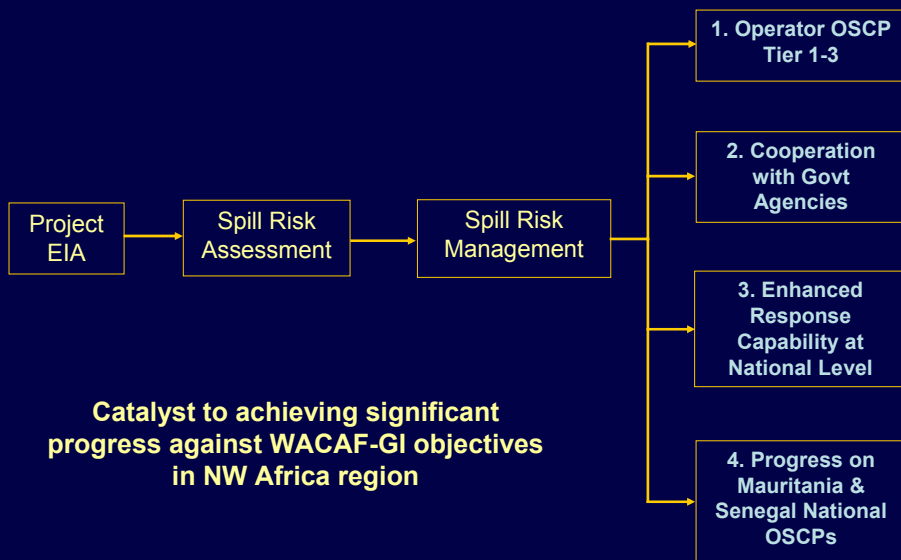 Project
EIA
Spill Risk
Assessment
Spill Risk
Management
1. Operator OSCP
Tier 1-3
2. Cooperation
with Govt
Agencies
3. Enhanced
Response
Capability at
National Level
4. Progress on
Mauritania &
Senegal National
OSCPs
Catalyst to achieving significant
progress against WACAF-GI objectives
in NW Africa region